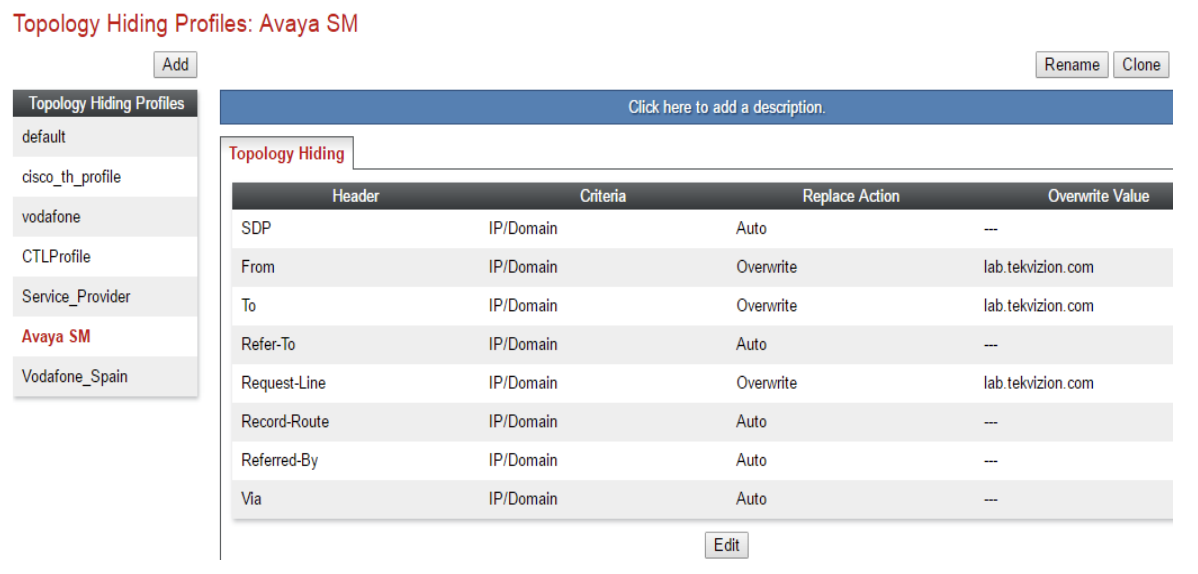 Topology Hiding Profiles: Avaya SM
Add
Rename Clone
Topology Hiding Profiles
default
cisco_th_profile
vodafone
CTLProfile
Service_Provider
Avaya SM
Vodafone_Spain
Click here to add a description.
Topology Hiding
Header Criteria Replace Action Overwrite Value
SDP IP/Domain Auto ---
From IP/Domain Overwrite lab.tekvizion.com
To IP/Domain Overwrite lab.tekvizion.com
Refer-To IP/Domain Auto ---
Request-Line IP/Domain Overwrite lab.tekvizion.com
Record-Route IP/Domain Auto ---
Referred-By IP/Domain Auto ---
Via IP/Domain Auto ---
Edit